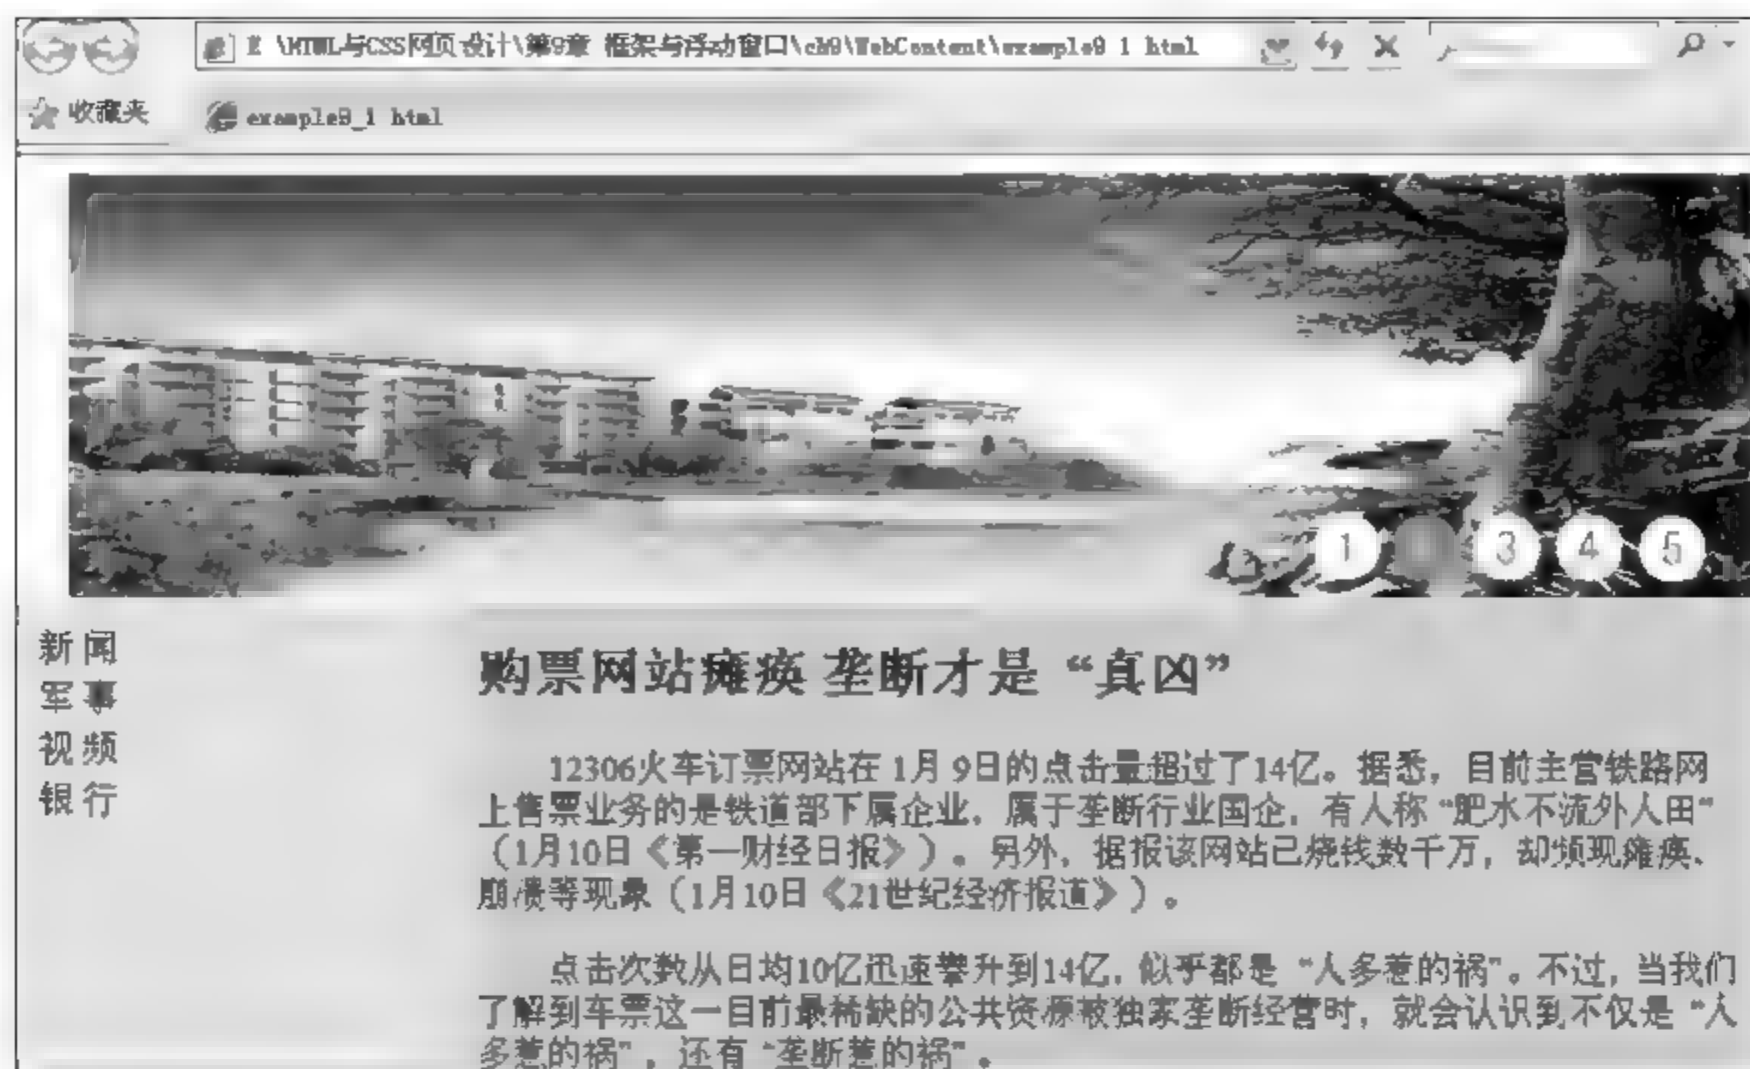 E \HTML与CSS网页设计\第9章 框架与浮动窗口\ch9\WebContent\example9_1 html
收藏夹
example9_1 html
1 3 4 5
新 闻
军 事
视 频
银 行
购票网站瘫痪 垄断才是“真凶”
12306火车订票网站在 1月 9日的点击量超过了14亿。据悉，目前主营铁路网
上售票业务的是铁道部下属企业，属于垄断行业国企，有人称“肥水不流外人田”
（1月10日《第一财经日报》）。另外，据报该网站已烧钱数千万，却频现瘫痪、
崩溃等现象（1月10日《21世纪经济报道》）。
点击次数从日均10亿迅速攀升到14亿，似乎都是“人多惹的祸”。不过，当我们
了解到车票这一目前最稀缺的公共资源被独家垄断经营时，就会认识到不仅是“人
多惹的祸”，还有“垄断惹的祸”。